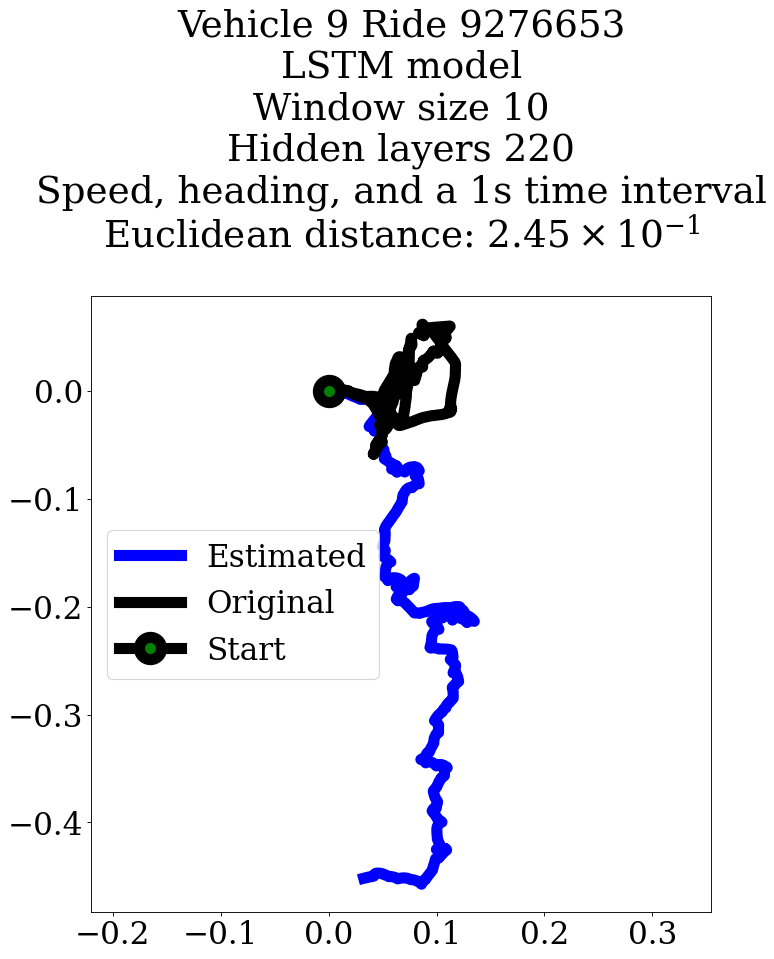 Vehicle 9 Ride 9276653
LSTM model
Window size 10
Hidden layers 220
Speed, heading, and a 1s time interval
Euclidean distance: 2.45 × 10⁻¹
0.0
−0.1
−0.2
−0.3
−0.4
Estimated
Original
Start
−0.2 −0.1 0.0 0.1 0.2 0.3